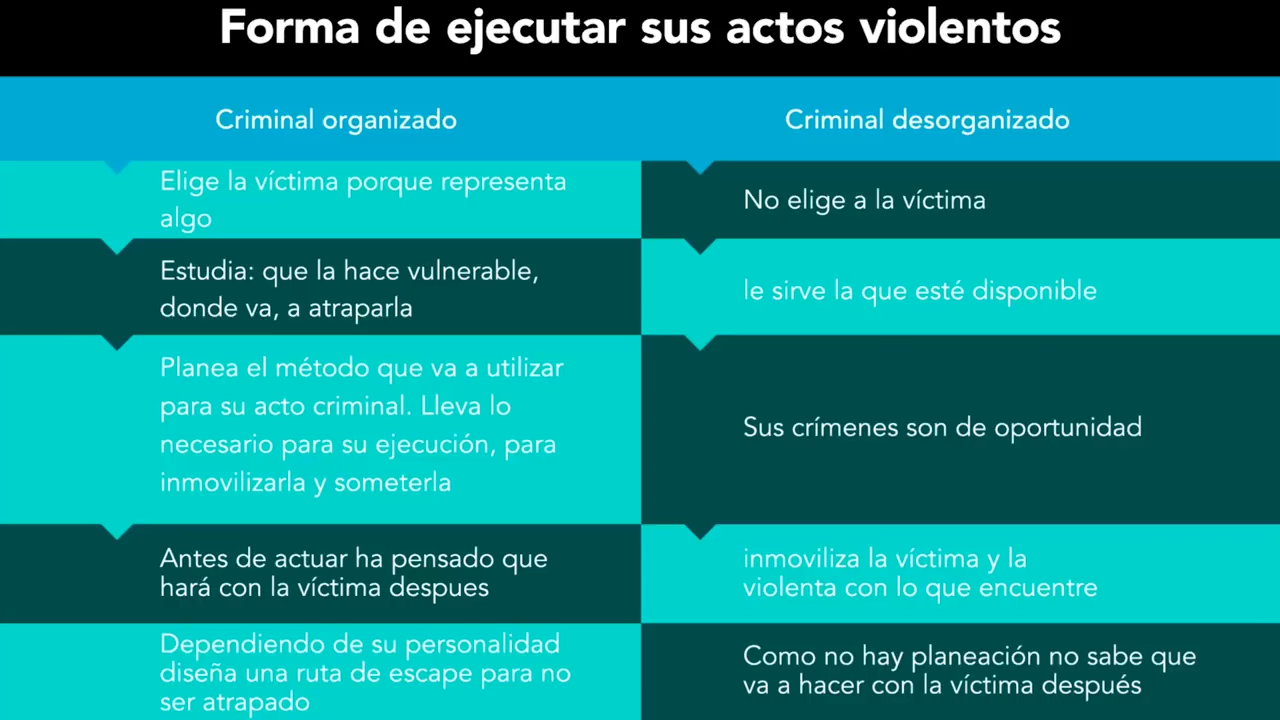 Forma de ejecutar sus actos violentos
Criminal organizado
Criminal desorganizado
Elige la víctima porque representa
algo
No elige a la víctima
Estudia: que la hace vulnerable,
donde va, a atraparla
le sirve la que esté disponible
Planea el método que va a utilizar
para su acto criminal. Lleva lo
necesario para su ejecución, para
inmovilizarla y someterla
Sus crímenes son de oportunidad
Antes de actuar ha pensado que
hará con la víctima despues
inmoviliza la víctima y la
violenta con lo que encuentre
Dependiendo de su personalidad
diseña una ruta de escape para no
ser atrapado
Como no hay planeación no sabe que
va a hacer con la víctima después